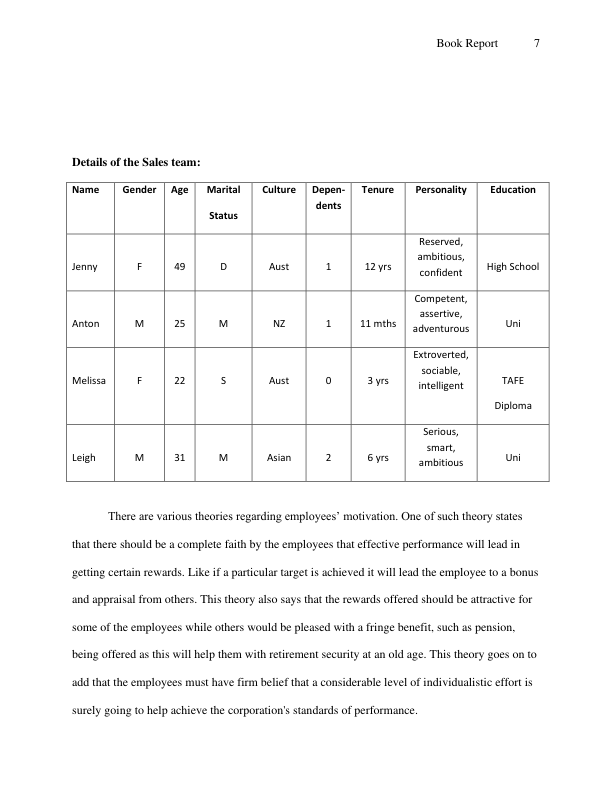 Book Report 7
Details of the Sales team:
Name Gender Age Marital Status Culture Depen-dents Tenure Personality Education
Jenny F 49 D Aust 1 12 yrs Reserved, ambitious, confident High School
Anton M 25 M NZ 1 11 mths Competent, assertive, adventurous Uni
Melissa F 22 S Aust 0 3 yrs Extroverted, sociable, intelligent TAFE Diploma
Leigh M 31 M Asian 2 6 yrs Serious, smart, ambitious Uni
There are various theories regarding employees’ motivation. One of such theory states
that there should be a complete faith by the employees that effective performance will lead in
getting certain rewards. Like if a particular target is achieved it will lead the employee to a bonus
and appraisal from others. This theory also says that the rewards offered should be attractive for
some of the employees while others would be pleased with a fringe benefit, such as pension,
being offered as this will help them with retirement security at an old age. This theory goes on to
add that the employees must have firm belief that a considerable level of individualistic effort is
surely going to help achieve the corporation's standards of performance.